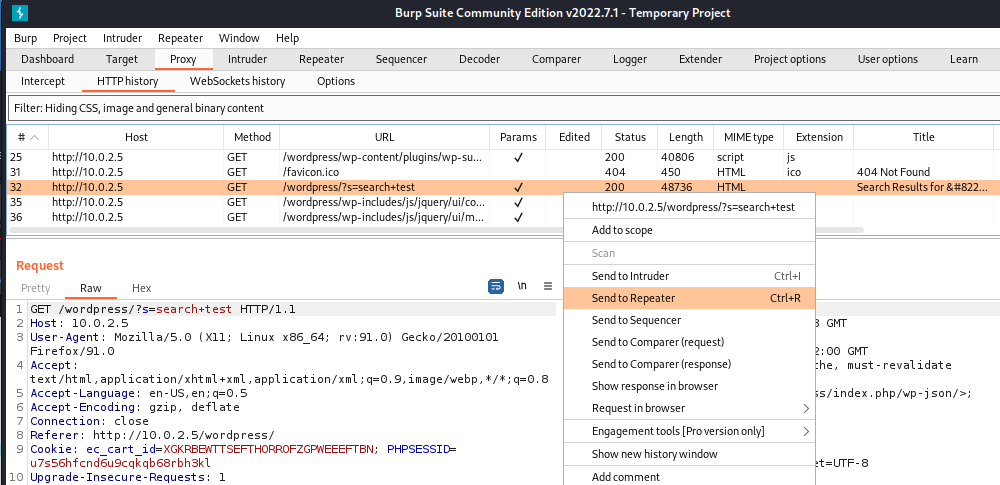 Burp Suite Community Edition v2022.7.1 - Temporary Project
Burp Project Intruder Repeater Window Help
Dashboard Target Proxy Intruder Repeater Sequencer Decoder Comparer Logger Extender Project options User options Learn
Intercept HTTP history WebSockets history Options
Filter: Hiding CSS, image and general binary content
# Host Method URL Params Edited Status Length MIME type Extension Title
25 http://10.0.2.5 GET /wordpress/wp-content/plugins/wp-su... ✓ 200 40806 script js
31 http://10.0.2.5 GET /favicon.ico 404 450 HTML ico 404 Not Found
32 http://10.0.2.5 GET /wordpress/?s=search+test ✓ 200 48736 HTML Search Results for &#822...
35 http://10.0.2.5 GET /wordpress/wp-includes/js/jquery/ui/co... ✓
36 http://10.0.2.5 GET /wordpress/wp-includes/js/jquery/ui/m... ✓
http://10.0.2.5/wordpress/?s=search+test
Add to scope
Scan
Send to Intruder Ctrl+I
Send to Repeater Ctrl+R
Send to Sequencer
Send to Comparer (request)
Send to Comparer (response)
Show response in browser
Request in browser
Engagement tools [Pro version only]
Show new history window
Add comment
Request
Pretty Raw Hex \n
1 GET /wordpress/?s=search+test HTTP/1.1
2 Host: 10.0.2.5
3 User-Agent: Mozilla/5.0 (X11; Linux x86_64; rv:91.0) Gecko/20100101
Firefox/91.0
4 Accept:
text/html,application/xhtml+xml,application/xml;q=0.9,image/webp,*/*;q=0.8
5 Accept-Language: en-US,en;q=0.5
6 Accept-Encoding: gzip, deflate
7 Connection: close
8 Referer: http://10.0.2.5/wordpress/
9 Cookie: ec_cart_id=XGKRBEWTTSEFTHORROFZGPWEEEFTBN; PHPSESSID=
u7s56hfcnd6u9cqkqb68rbh3kl
10 Upgrade-Insecure-Requests: 1
8 GMT
2:00 GMT
che, must-revalidate
ss/index.php/wp-json/>;
et=UTF-8